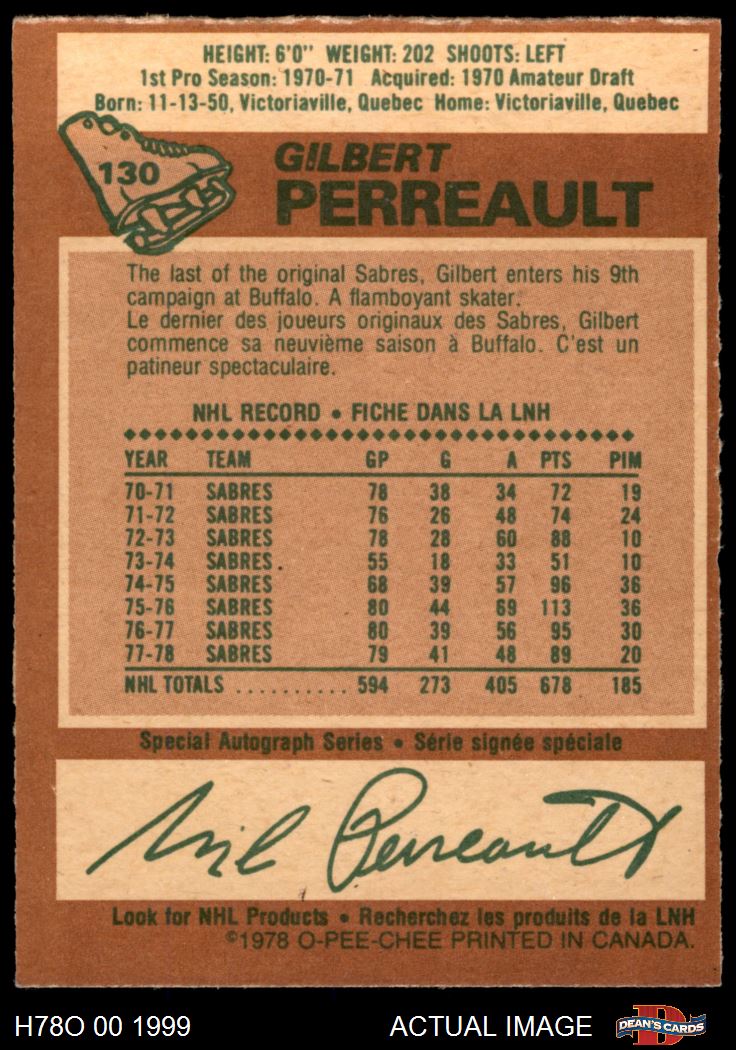 HEIGHT: 6'0" WEIGHT: 202 SHOOTS: LEFT
1st Pro Season: 1970-71 Acquired: 1970 Amateur Draft
Born: 11-13-50, Victoriaville, Quebec Home: Victoriaville, Quebec
130
GILBERT
PERREAULT
The last of the original Sabres, Gilbert enters his 9th
campaign at Buffalo. A flamboyant skater.
Le dernier des joueurs originaux des Sabres, Gilbert
commence sa neuvième saison à Buffalo. C'est un
patineur spectaculaire.
NHL RECORD • FICHE DANS LA LNH
YEAR TEAM GP G A PTS PIM
70-71 SABRES 78 38 34 72 19
71-72 SABRES 76 26 48 74 24
72-73 SABRES 78 28 60 88 10
73-74 SABRES 55 18 33 51 10
74-75 SABRES 68 39 57 96 36
75-76 SABRES 80 44 69 113 36
76-77 SABRES 80 39 56 95 30
77-78 SABRES 79 41 48 89 20
NHL TOTALS .......... 594 273 405 678 185
Special Autograph Series • Série signée spéciale
Gil Perreault
Look for NHL Products • Recherchez les produits de la LNH
©1978 O-PEE-CHEE PRINTED IN CANADA.
H78O 00 1999 ACTUAL IMAGE
D
DEAN'S CARDS